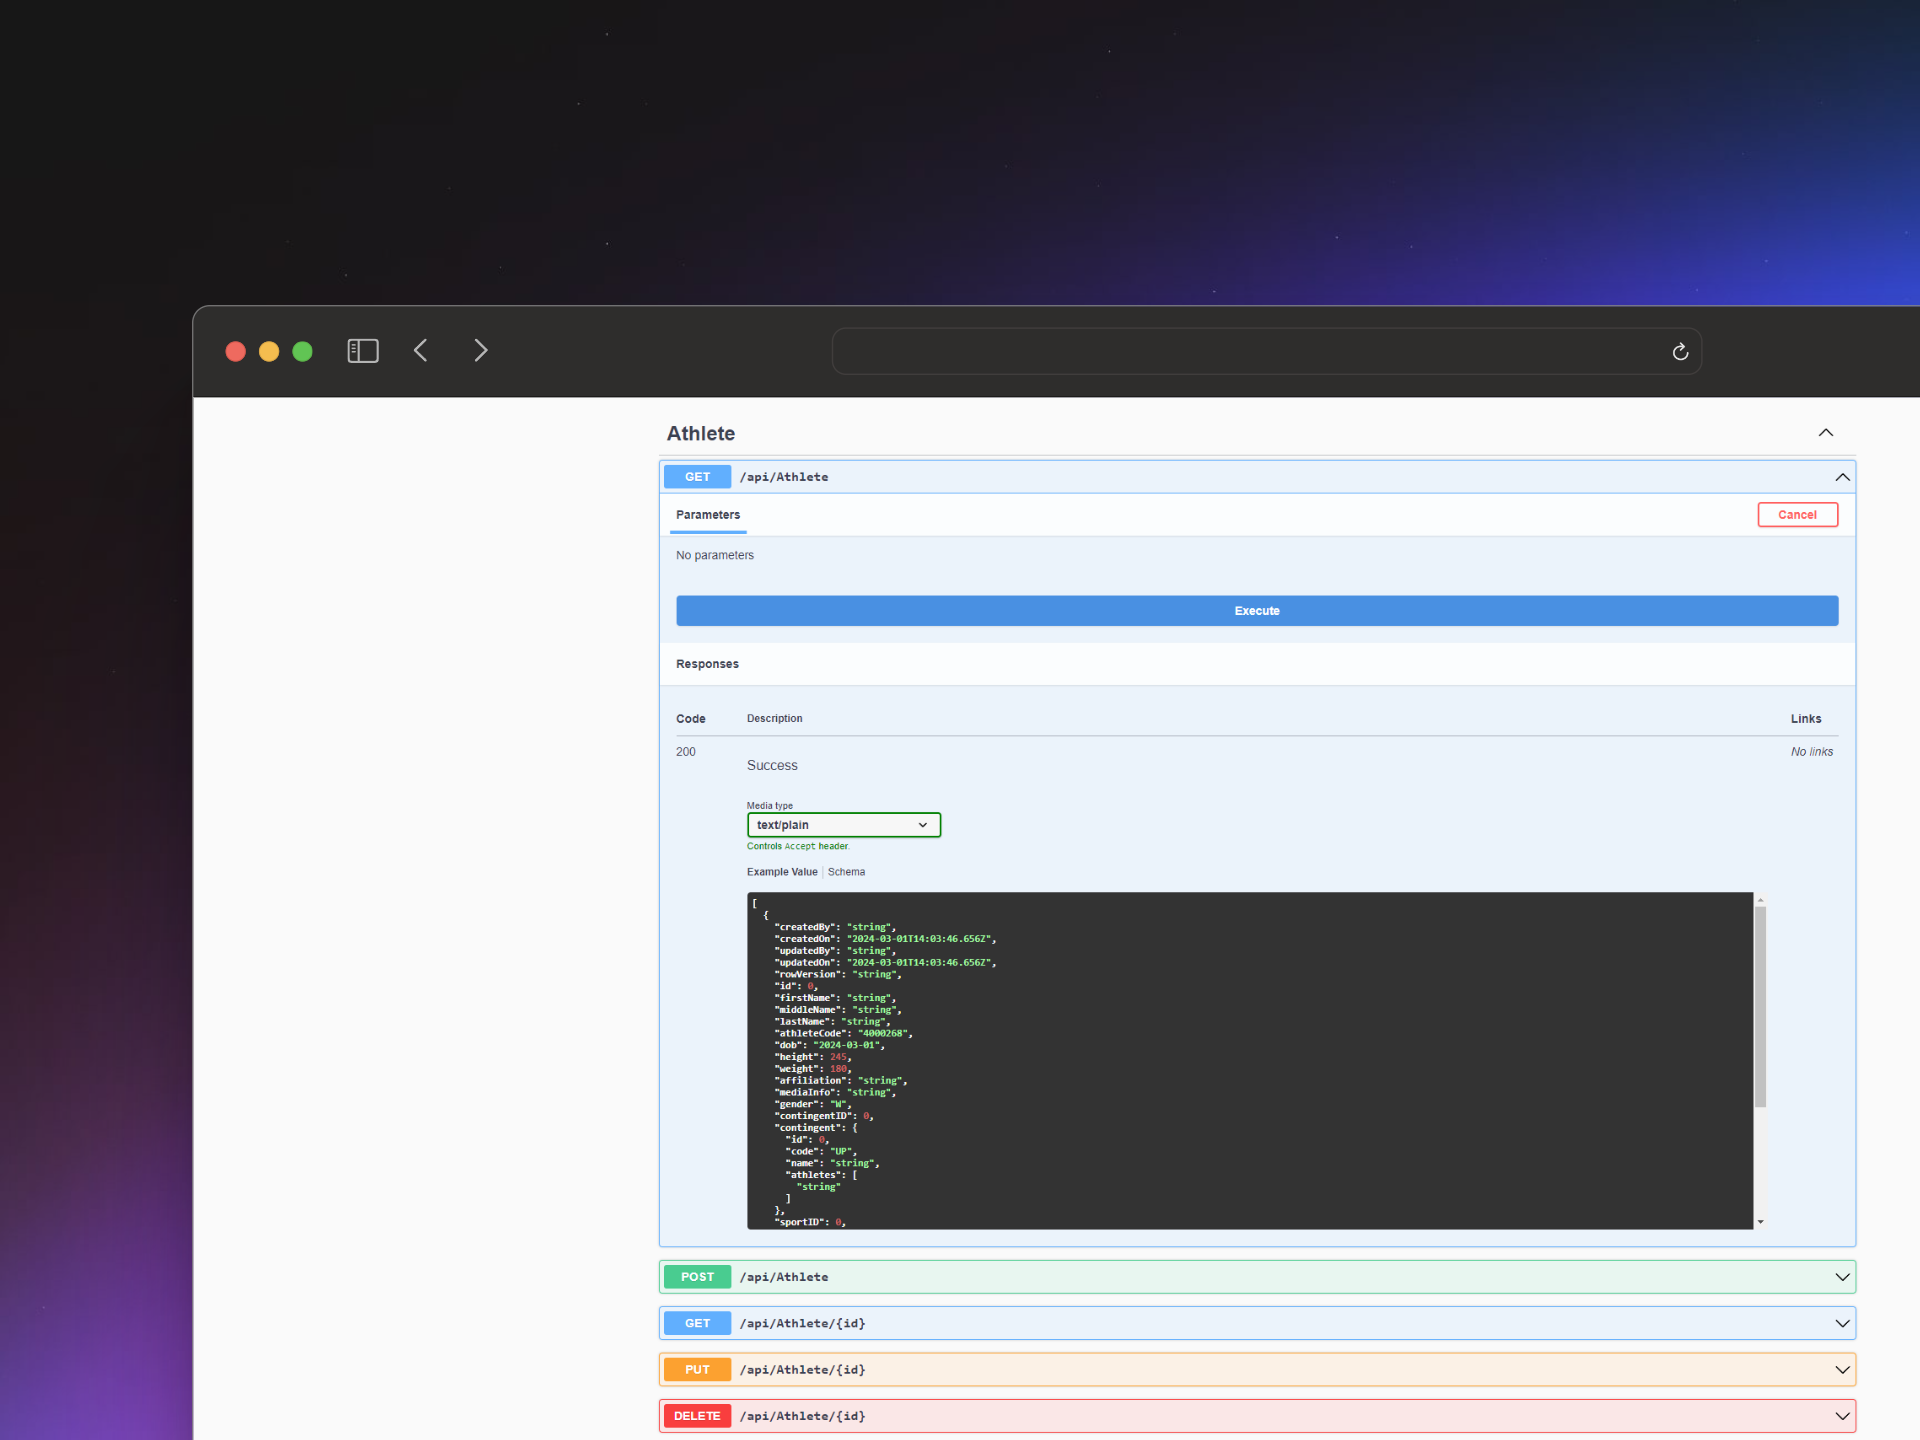 Athlete
GET /api/Athlete
Parameters
Cancel
No parameters
Execute
Responses
Code Description Links
200 No links
Success
Media type
text/plain
Controls Accept header.
Example Value Schema
[
{
"createdBy": "string",
"createdOn": "2024-03-01T14:03:46.656Z",
"updatedBy": "string",
"updatedOn": "2024-03-01T14:03:46.656Z",
"rowVersion": "string",
"id": 0,
"firstName": "string",
"middleName": "string",
"lastName": "string",
"athleteCode": "4000268",
"dob": "2024-03-01",
"height": 245,
"weight": 180,
"affiliation": "string",
"mediaInfo": "string",
"gender": "W",
"contingentID": 0,
"contingent": {
"id": 0,
"code": "UP",
"name": "string",
"athletes": [
"string"
]
},
"sportID": 0,
POST /api/Athlete
GET /api/Athlete/{id}
PUT /api/Athlete/{id}
DELETE /api/Athlete/{id}